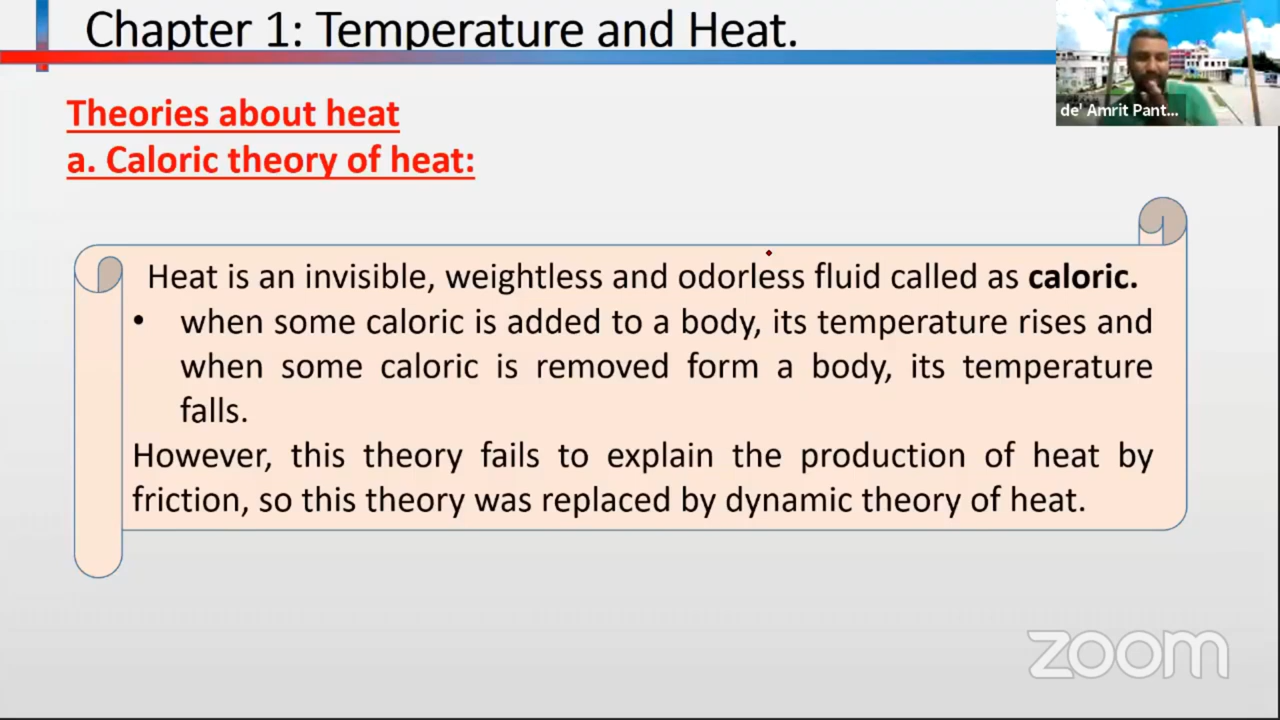 Chapter 1: Temperature and Heat.
de' Amrit Pant...
Theories about heat
a. Caloric theory of heat:
Heat is an invisible, weightless and odorless fluid called as caloric.
• when some caloric is added to a body, its temperature rises and
when some caloric is removed form a body, its temperature
falls.
However, this theory fails to explain the production of heat by
friction, so this theory was replaced by dynamic theory of heat.
zoom